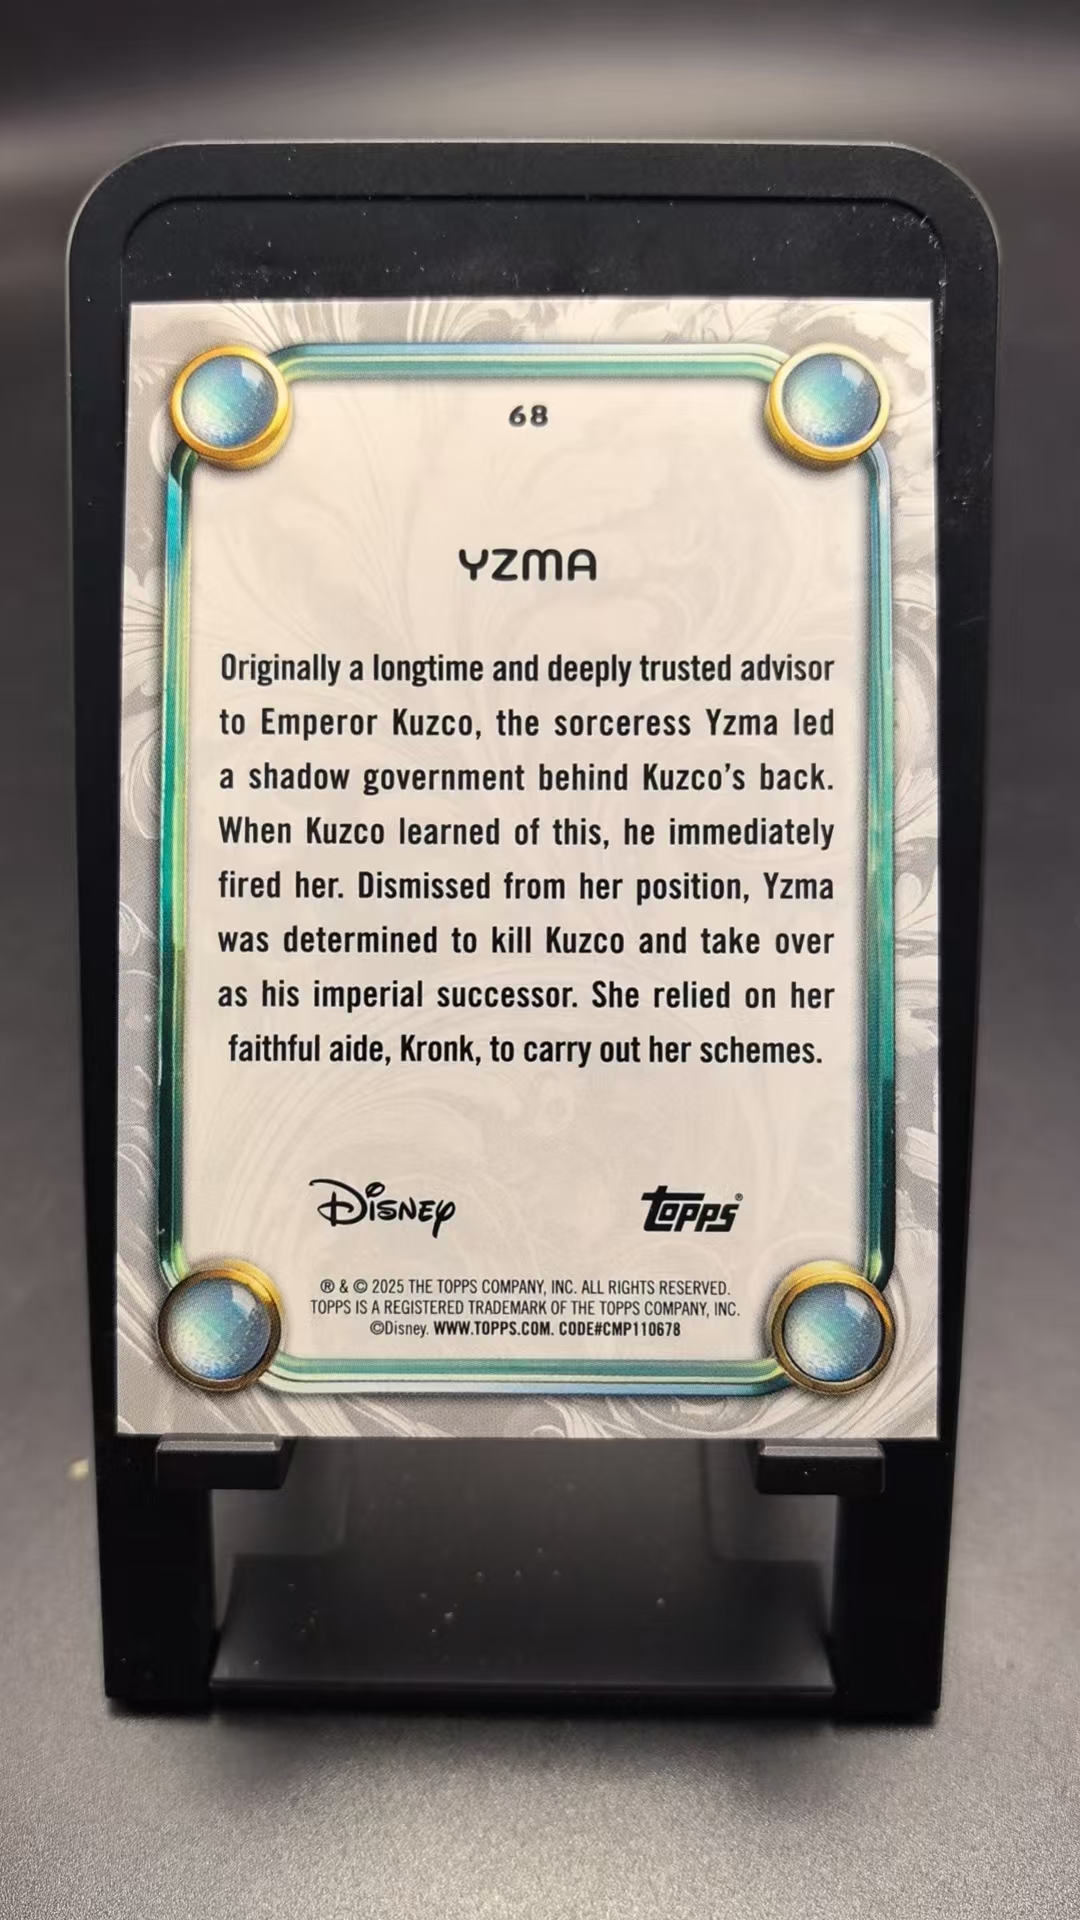 68
YZMA
Originally a longtime and deeply trusted advisor
to Emperor Kuzco, the sorceress Yzma led
a shadow government behind Kuzco's back.
When Kuzco learned of this, he immediately
fired her. Dismissed from her position, Yzma
was determined to kill Kuzco and take over
as his imperial successor. She relied on her
faithful aide, Kronk, to carry out her schemes.
Disney
topps®
® & © 2025 THE TOPPS COMPANY, INC. ALL RIGHTS RESERVED.
TOPPS IS A REGISTERED TRADEMARK OF THE TOPPS COMPANY, INC.
©Disney. WWW.TOPPS.COM. CODE#CMP110678